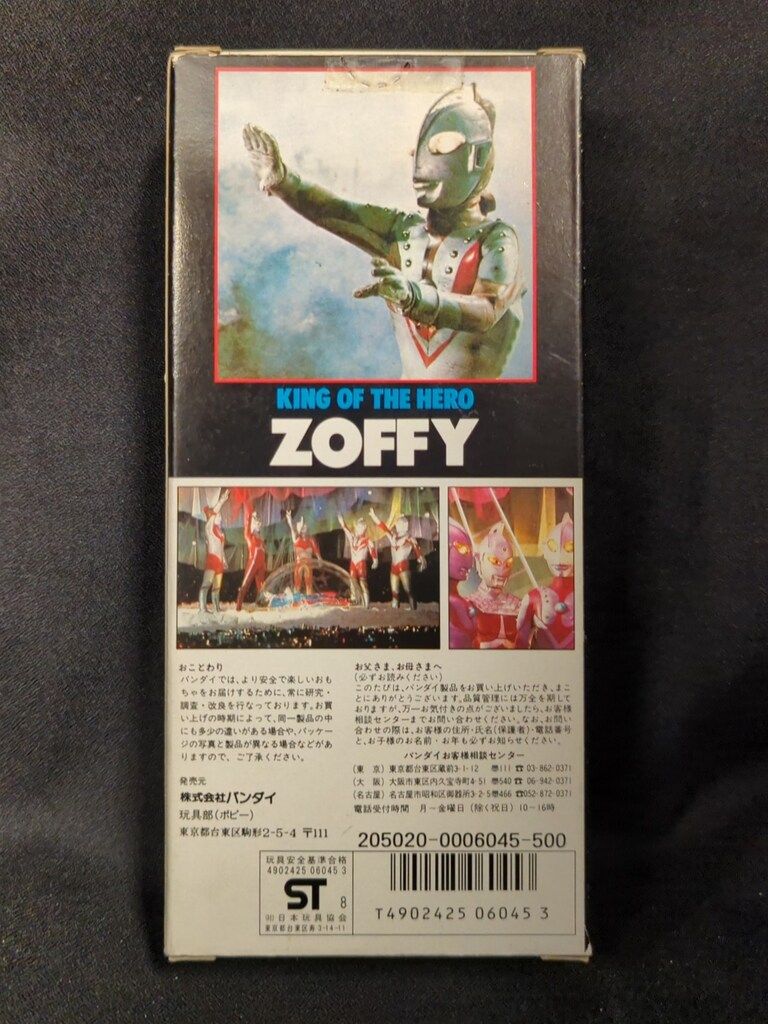 KING OF THE HERO
ZOFFY
おことわり
バンダイでは、より安全で楽しいおも
ちゃをお届けするために、常に研究・
調査・改良を行なっております。お買
い上げの時期によって、同一製品の中
にも多少の違いがある場合や、パッケー
ジの写真と製品が異なる場合などがあ
りますので、ご了承ください。
発売元
株式会社バンダイ
玩具部(ポピー)
東京都台東区駒形2-5-4 〒111
お父さま、お母さまへ
(必ずお読みください)
このたびは、バンダイ製品をお買い上げいただき、まこ
とにありがとうございます。品質管理には万全を期して
おりますが、万一お気付きの点がございましたら、お客様
相談センターまでお問い合わせください。なお、お問い
合わせの際は、お客様の住所・氏名(保護者)・電話番号
と、お子様のお名前・お年も必ずお知らせください。
バンダイお客様相談センター
(東 京) 東京都台東区蔵前3-1-12 〒111 ☎ 03-862-0371
(大 阪) 大阪市東区内久宝寺町4-51 〒540 ☎ 06-942-0371
(名古屋) 名古屋市昭和区御器所3-2-5 〒466 ☎052-872-0371
電話受付時間 月〜金曜日(除く祝日)10〜16時
205020-0006045-500
玩具安全基準合格
4902425 06045 3
ST 8
(社)日本玩具協会
東京都台東区寿3-14-11
T4902425 06045 3